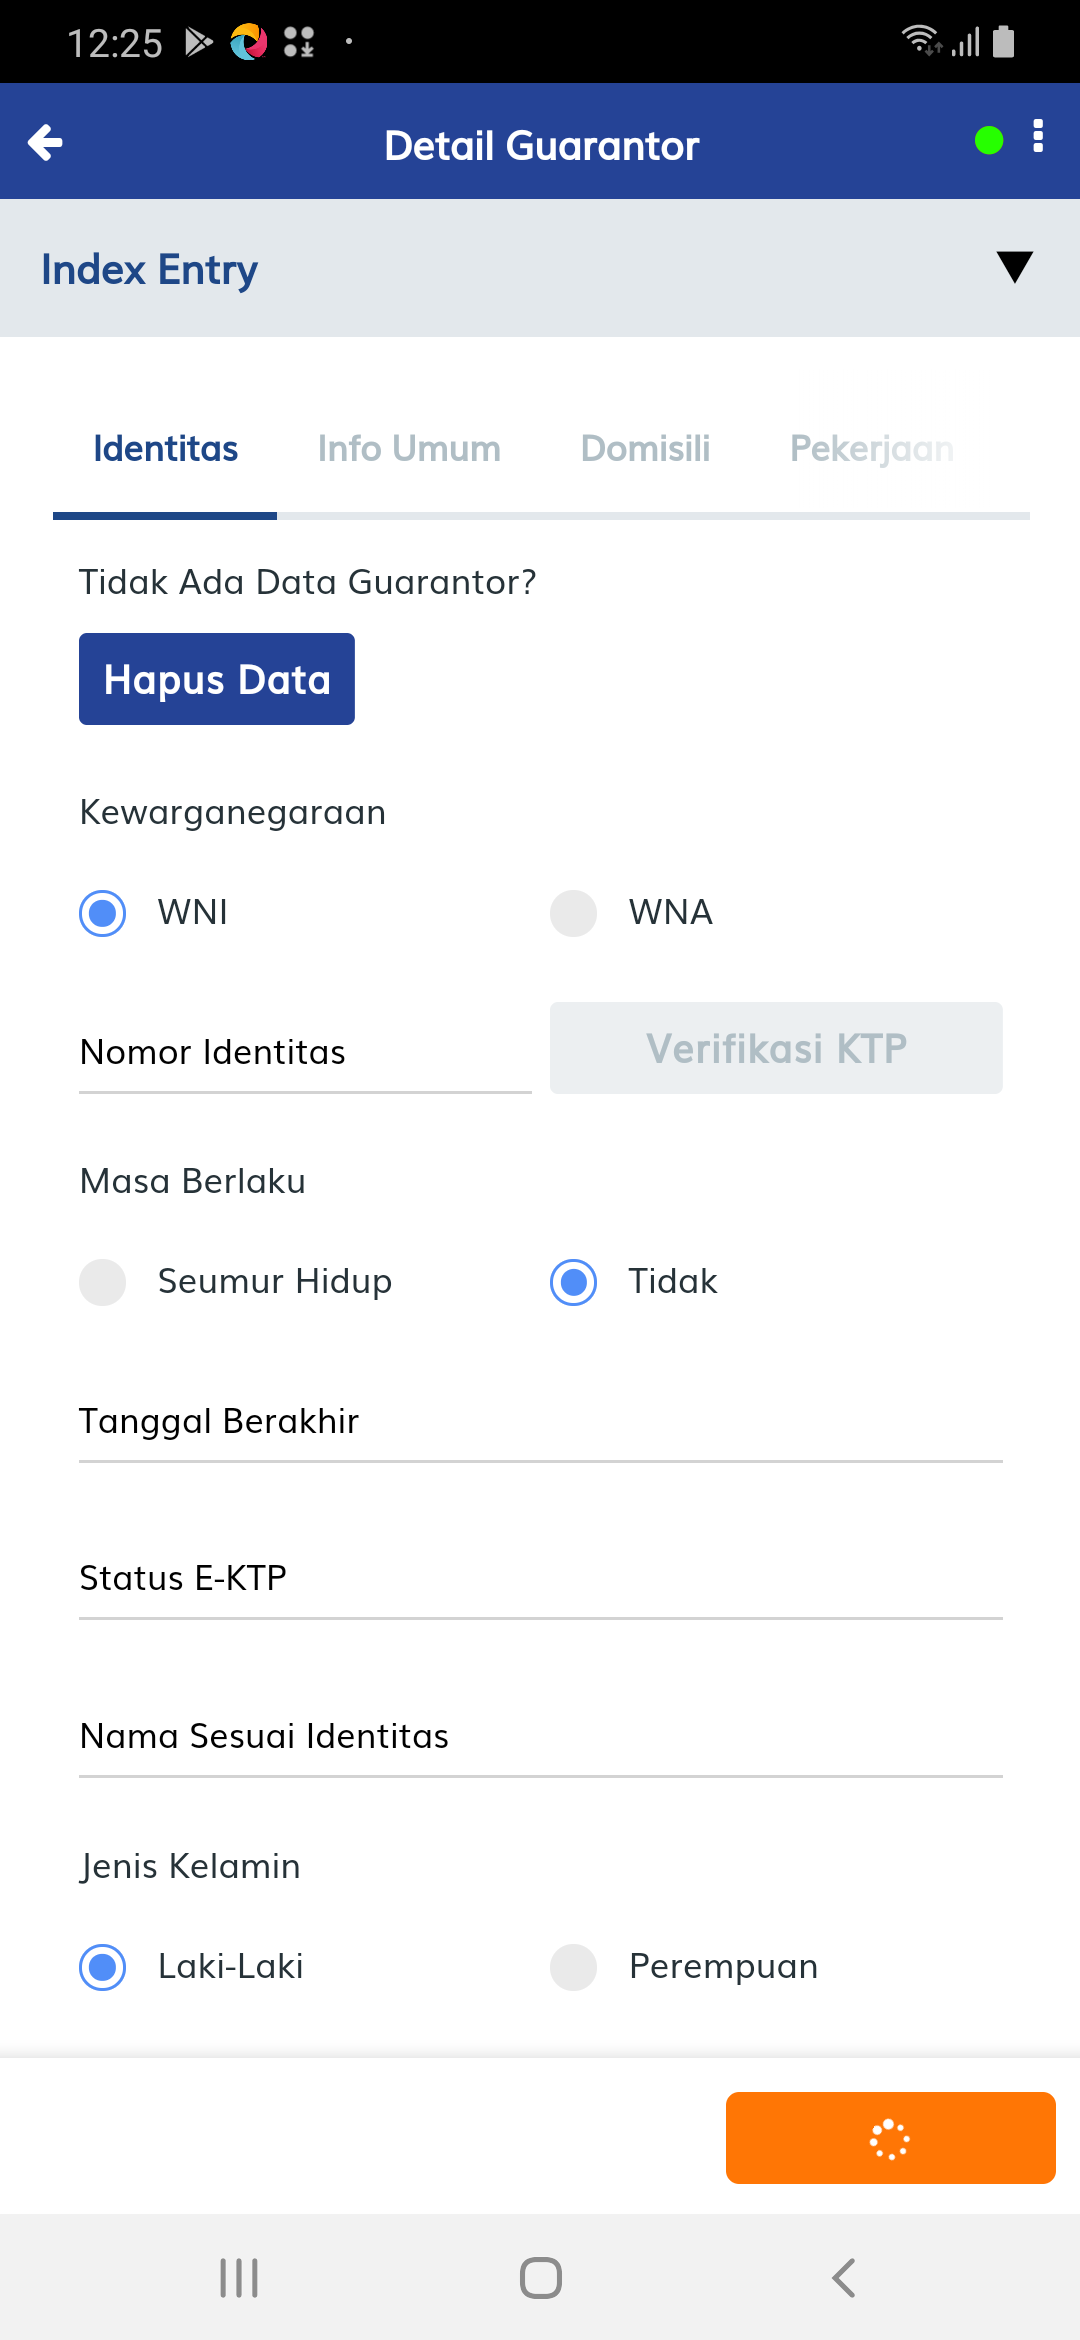 12:25
Detail Guarantor
Index Entry
Identitas Info Umum Domisili Pekerjaan
Tidak Ada Data Guarantor?
Hapus Data
Kewarganegaraan
WNI WNA
Nomor Identitas Verifikasi KTP
Masa Berlaku
Seumur Hidup Tidak
Tanggal Berakhir
Status E-KTP
Nama Sesuai Identitas
Jenis Kelamin
Laki-Laki Perempuan